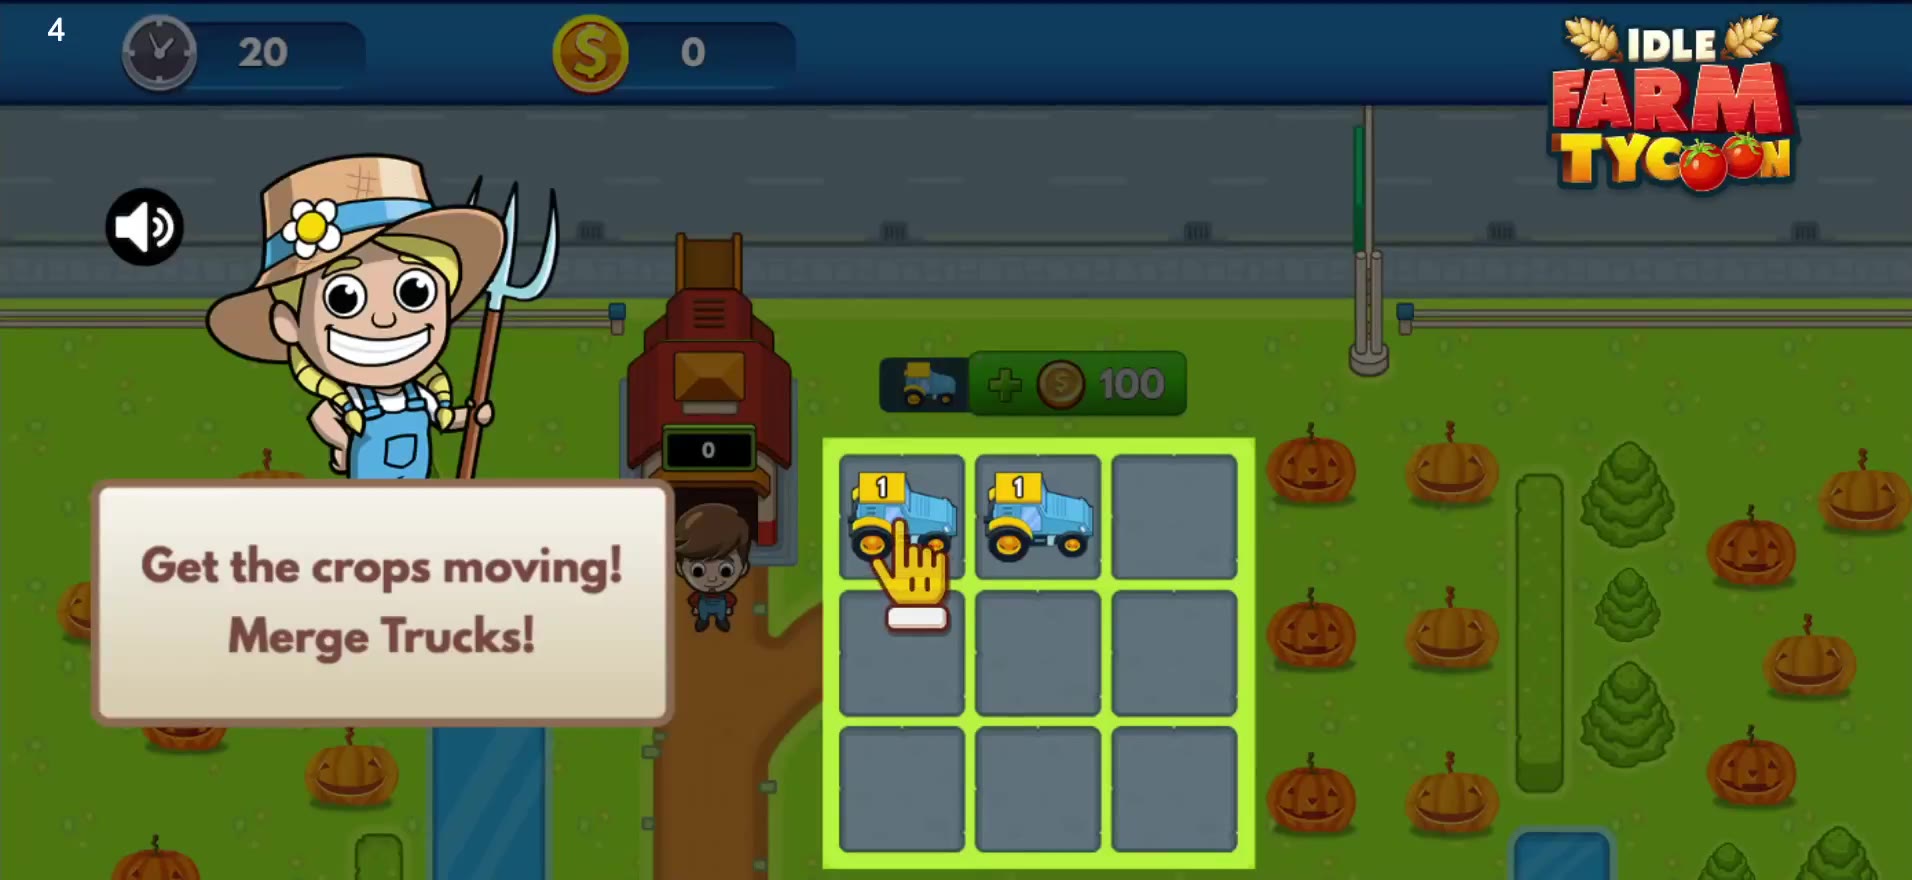 4
20
0
IDLE
FARM
TYCOON
100
0
1
1
Get the crops moving!
Merge Trucks!